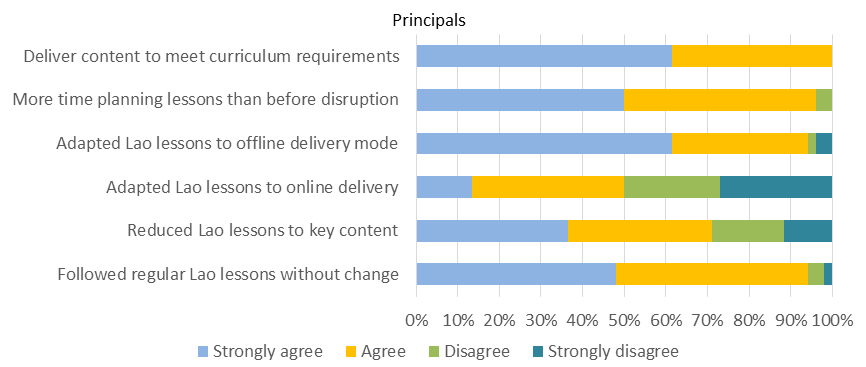 Principals
Deliver content to meet curriculum requirements
More time planning lessons than before disruption
Adapted Lao lessons to offline delivery mode
Adapted Lao lessons to online delivery
Reduced Lao lessons to key content
Followed regular Lao lessons without change
0% 10% 20% 30% 40% 50% 60% 70% 80% 90% 100%
Strongly agree Agree Disagree Strongly disagree